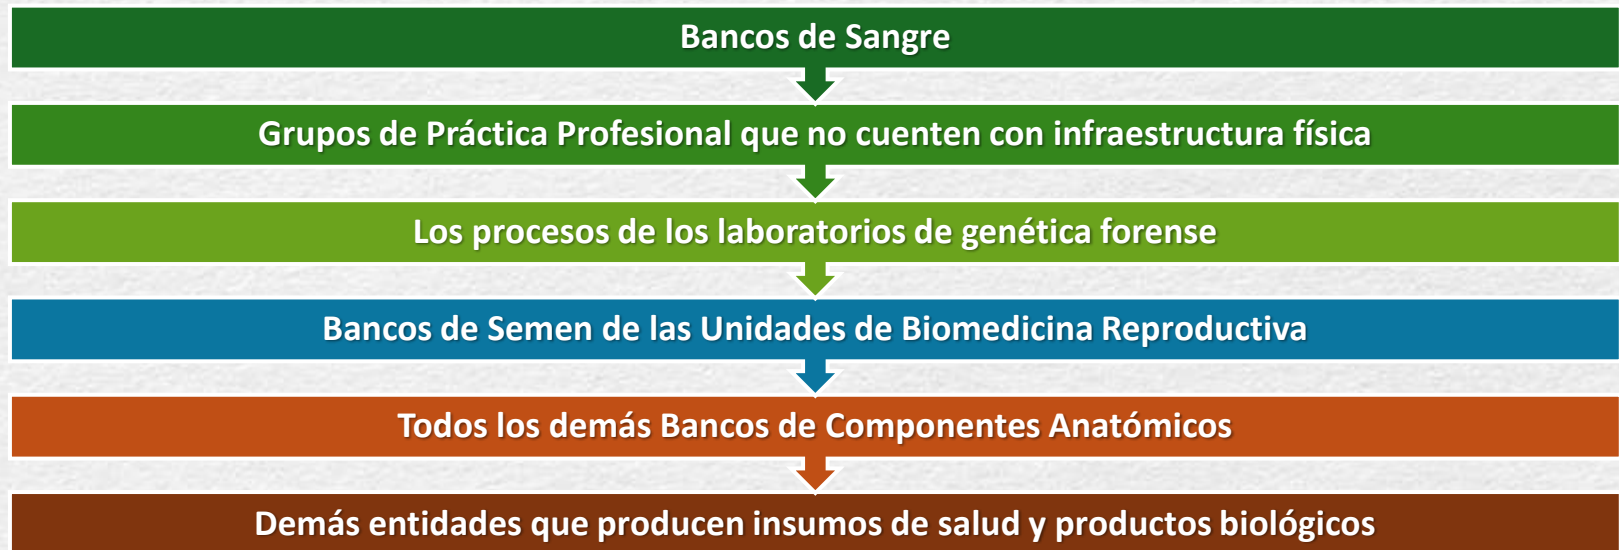 Bancos de Sangre
Grupos de Práctica Profesional que no cuenten con infraestructura física
Los procesos de los laboratorios de genética forense
Bancos de Semen de las Unidades de Biomedicina Reproductiva
Todos los demás Bancos de Componentes Anatómicos
Demás entidades que producen insumos de salud y productos biológicos